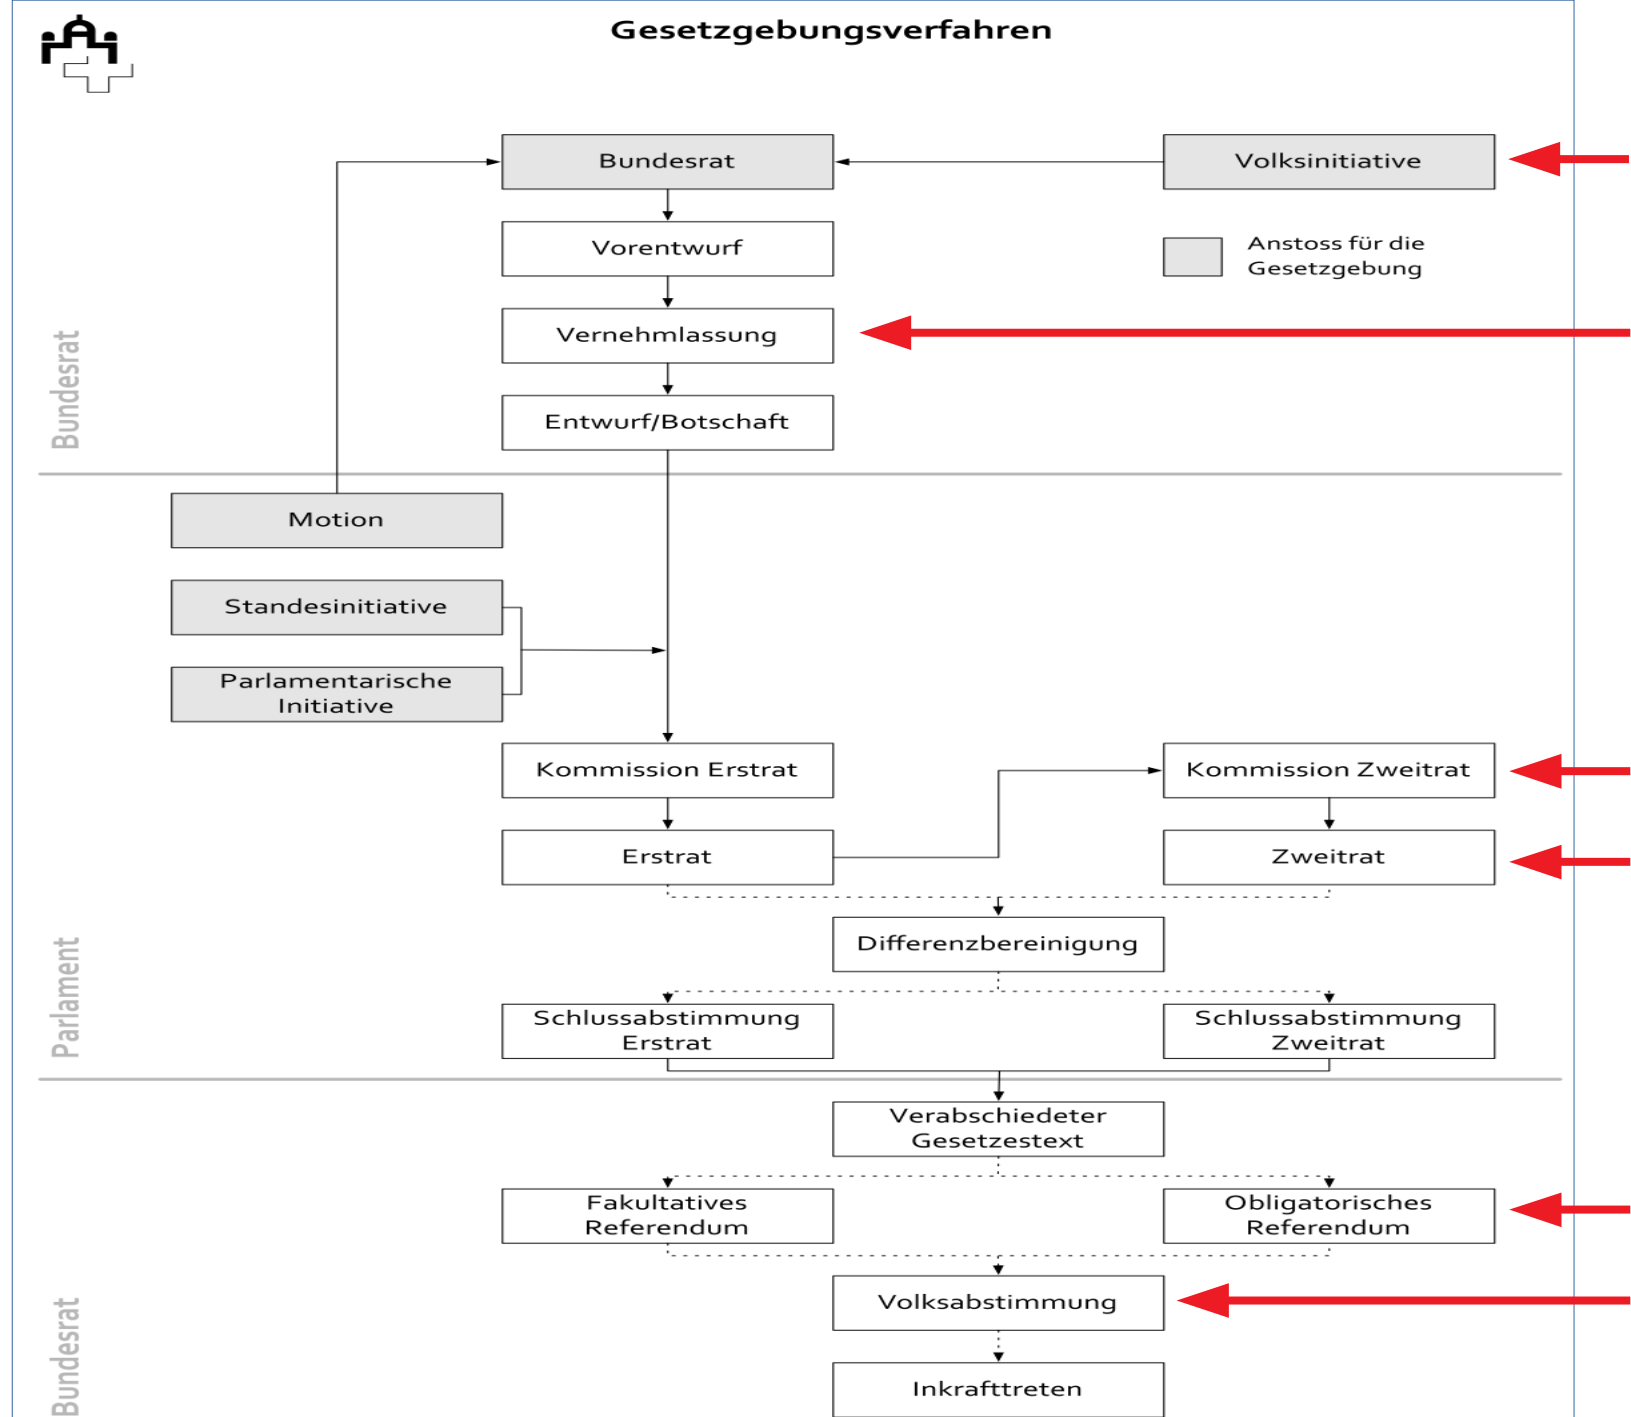 Gesetzgebungsverfahren
Bundesrat
Volksinitiative
Vorentwurf
Anstoss für die
Gesetzgebung
Vernehmlassung
Entwurf/Botschaft
Bundesrat
Motion
Standesinitiative
Parlamentarische
Initiative
Kommission Erstrat
Kommission Zweitrat
Erstrat
Zweitrat
Differenzbereinigung
Schlussabstimmung
Erstrat
Schlussabstimmung
Zweitrat
Parlament
Verabschiedeter
Gesetzestext
Fakultatives
Referendum
Obligatorisches
Referendum
Volksabstimmung
Inkrafttreten
Bundesrat